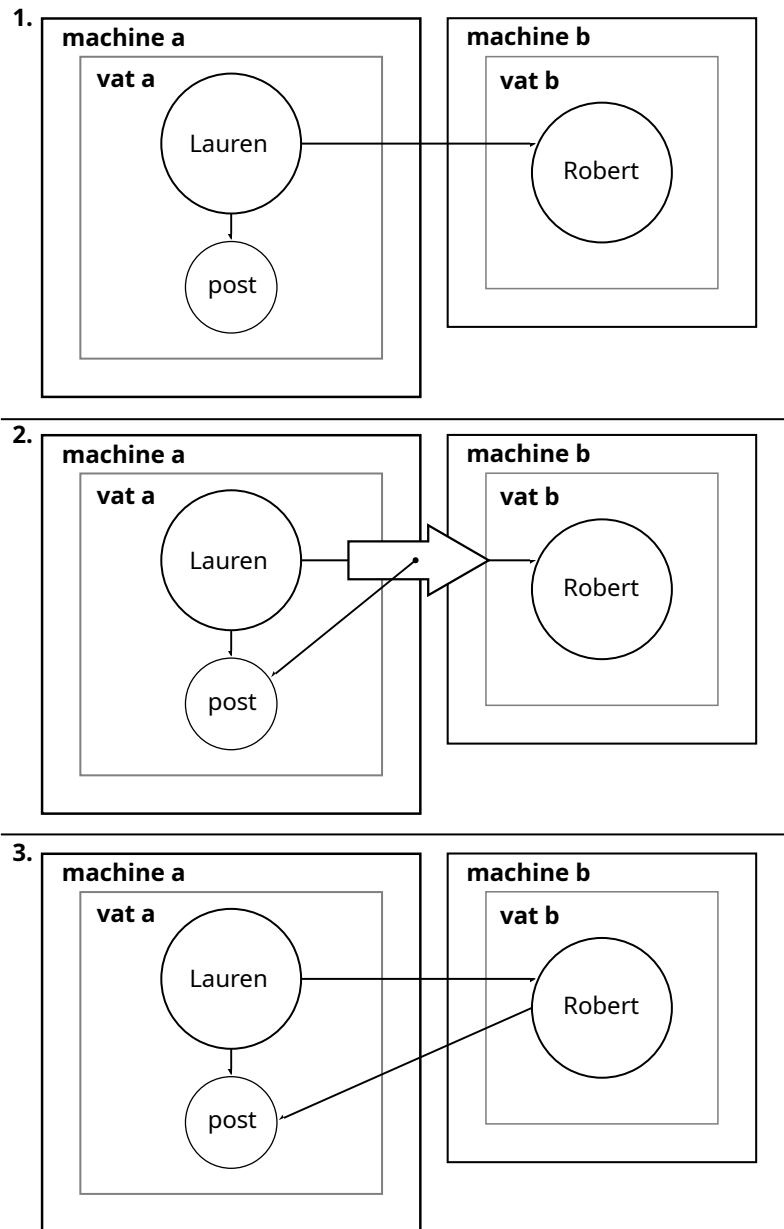 1.
machine a
machine b
vat a
vat b
Lauren
Robert
post
2.
machine a
machine b
vat a
vat b
Lauren
Robert
post
3.
machine a
machine b
vat a
vat b
Lauren
Robert
post